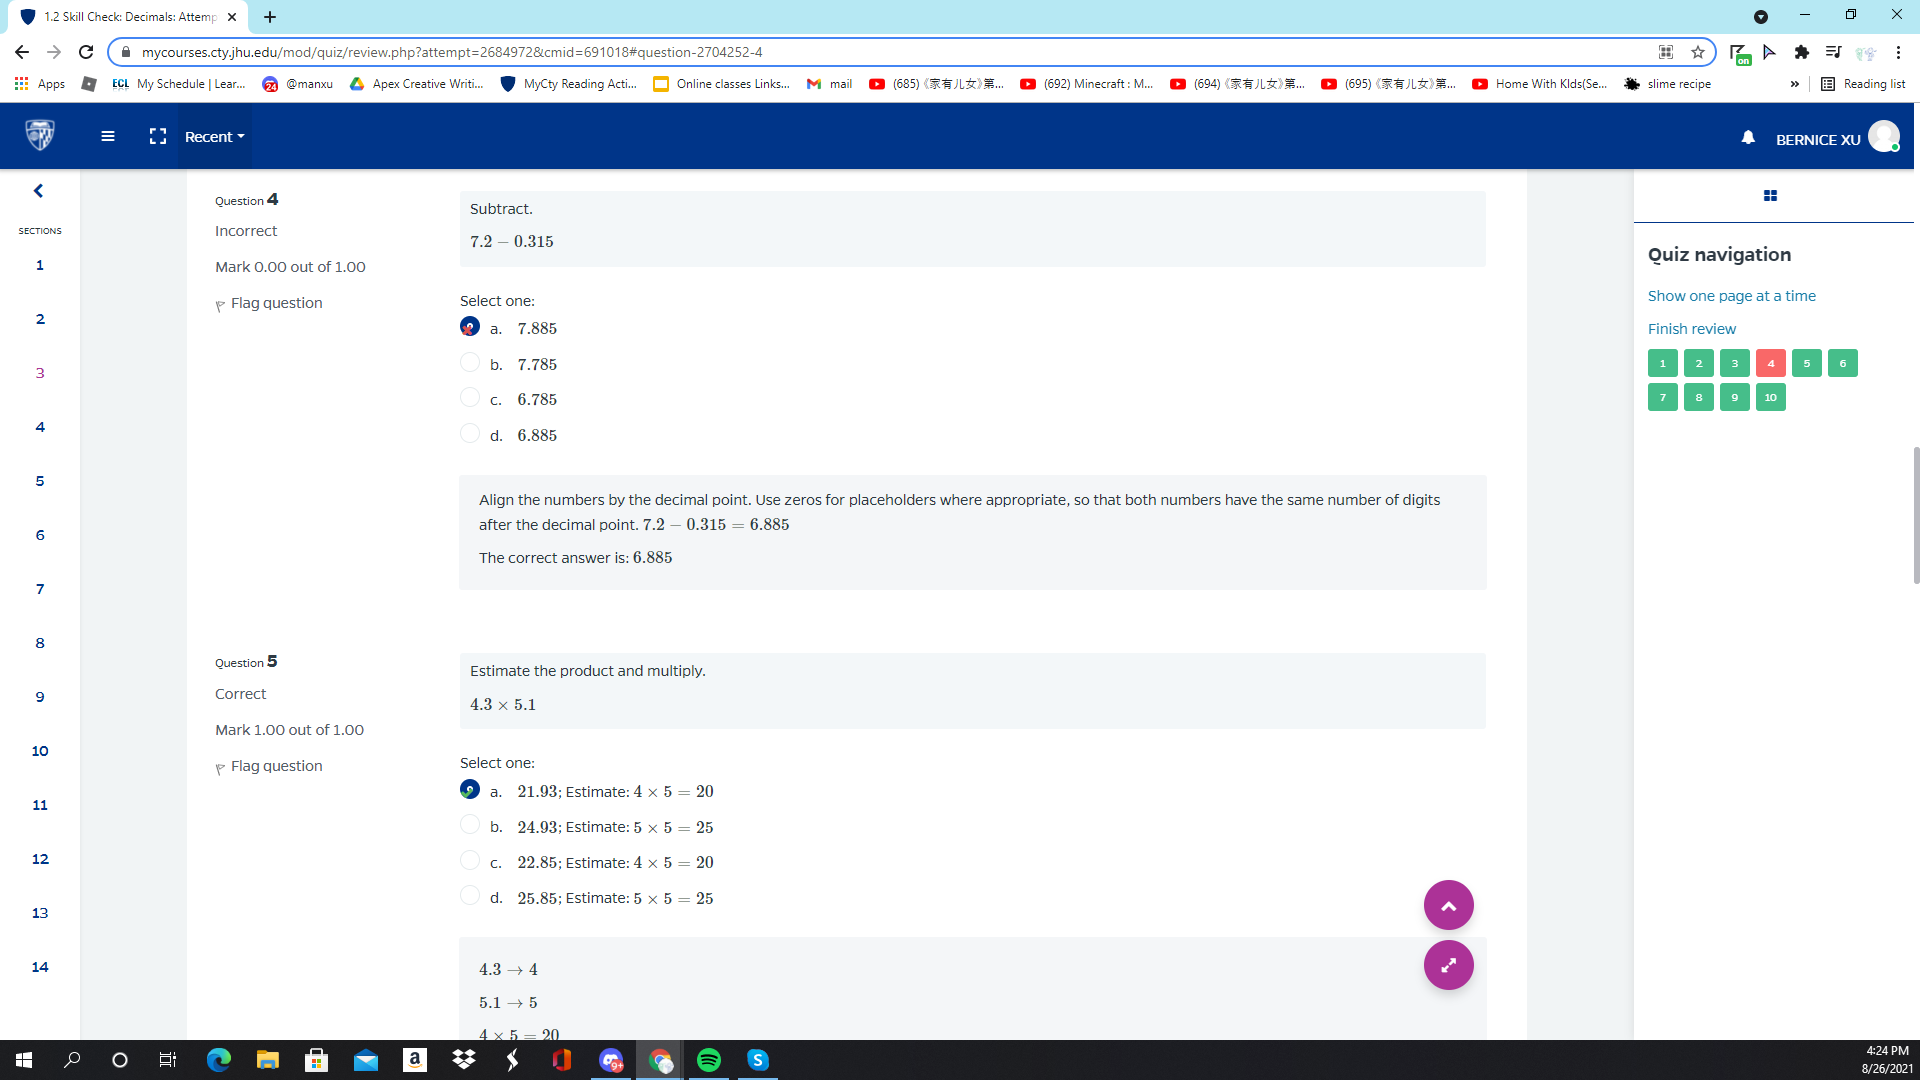 1.2 Skill Check: Decimals: Attemp
mycourses.cty.jhu.edu/mod/quiz/review.php?attempt=2684972&cmid=691018#question-2704252-4
on
Apps
ECL My Schedule | Lear...
24 @manxu
Apex Creative Writi...
MyCty Reading Acti...
Online classes Links...
mail
(685)《家有儿女》第...
(692) Minecraft : M...
(694)《家有儿女》第...
(695)《家有儿女》第...
Home With KIds(Se...
slime recipe
»
Reading list
Recent
BERNICE XU
SECTIONS
1
2
3
4
5
6
7
8
9
10
11
12
13
14
Question 4
Incorrect
Mark 0.00 out of 1.00
Flag question
Subtract.
7.2 − 0.315
Select one:
a. 7.885
b. 7.785
c. 6.785
d. 6.885
Align the numbers by the decimal point. Use zeros for placeholders where appropriate, so that both numbers have the same number of digits
after the decimal point. 7.2 − 0.315 = 6.885
The correct answer is: 6.885
Question 5
Correct
Mark 1.00 out of 1.00
Flag question
Estimate the product and multiply.
4.3 × 5.1
Select one:
a. 21.93; Estimate: 4 × 5 = 20
b. 24.93; Estimate: 5 × 5 = 25
c. 22.85; Estimate: 4 × 5 = 20
d. 25.85; Estimate: 5 × 5 = 25
4.3 → 4
5.1 → 5
4 × 5 = 20
Quiz navigation
Show one page at a time
Finish review
1 2 3 4 5 6
7 8 9 10
a
9+
S
4:24 PM
8/26/2021